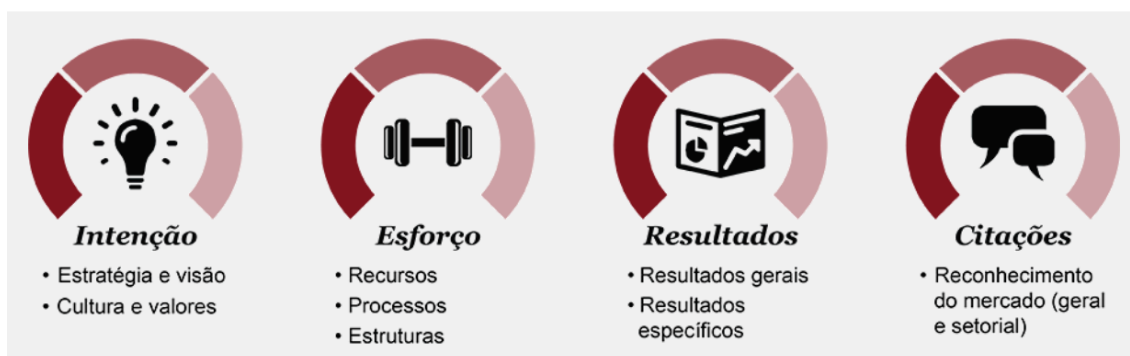 Intenção
• Estratégia e visão
• Cultura e valores
Esforço
• Recursos
• Processos
• Estruturas
Resultados
• Resultados gerais
• Resultados
específicos
Citações
• Reconhecimento
do mercado (geral
e setorial)